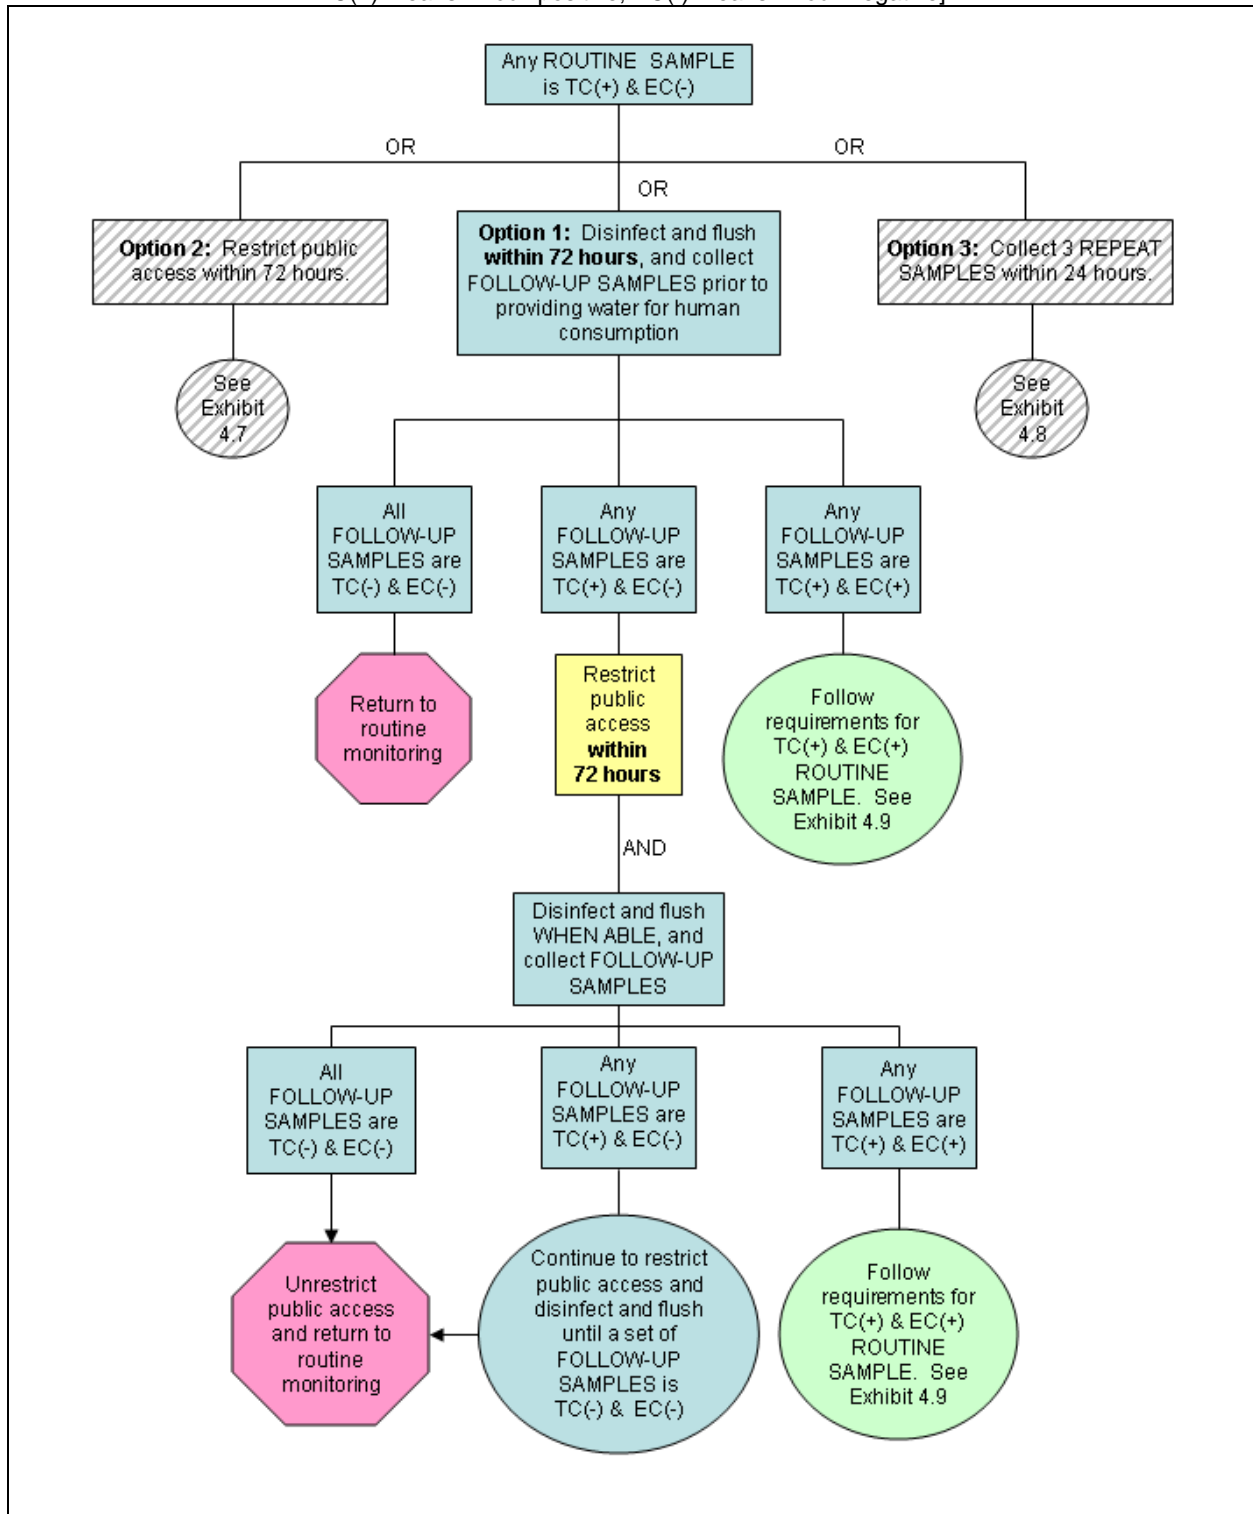 Any ROUTINE SAMPLE
is TC(+) & EC(-)
OR
OR
OR
Option 2: Restrict public
access within 72 hours.
Option 1: Disinfect and flush
within 72 hours, and collect
FOLLOW-UP SAMPLES prior to
providing water for human
consumption
Option 3: Collect 3 REPEAT
SAMPLES within 24 hours.
See
Exhibit
4.7
See
Exhibit
4.8
All
FOLLOW-UP
SAMPLES are
TC(-) & EC(-)
Any
FOLLOW-UP
SAMPLES are
TC(+) & EC(-)
Any
FOLLOW-UP
SAMPLES are
TC(+) & EC(+)
Return to
routine
monitoring
Restrict
public
access
within
72 hours
Follow
requirements for
TC(+) & EC(+)
ROUTINE
SAMPLE. See
Exhibit 4.9
AND
Disinfect and flush
WHEN ABLE, and
collect FOLLOW-UP
SAMPLES
All
FOLLOW-UP
SAMPLES are
TC(-) & EC(-)
Any
FOLLOW-UP
SAMPLES are
TC(+) & EC(-)
Any
FOLLOW-UP
SAMPLES are
TC(+) & EC(+)
Unrestrict
public access
and return to
routine
monitoring
Continue to restrict
public access and
disinfect and flush
until a set of
FOLLOW-UP
SAMPLES is
TC(-) & EC(-)
Follow
requirements for
TC(+) & EC(+)
ROUTINE
SAMPLE. See
Exhibit 4.9